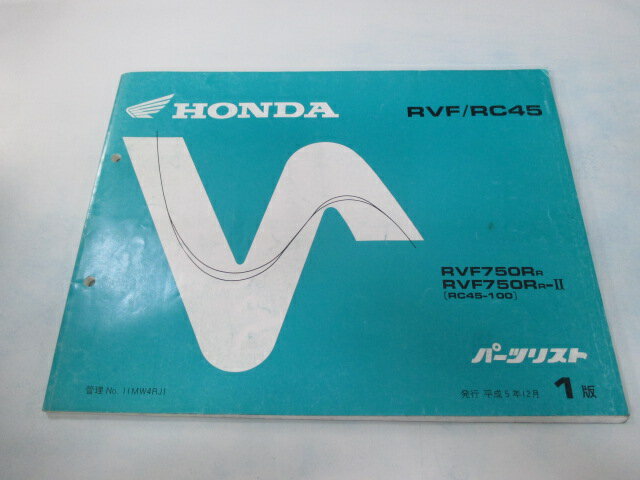 HONDA
RVF/RC45
RVF750RR
RVF750RR-II
[RC45-100]
パーツリスト
管理 No. 11MW4RJ1
発行 平成5年12月 1版